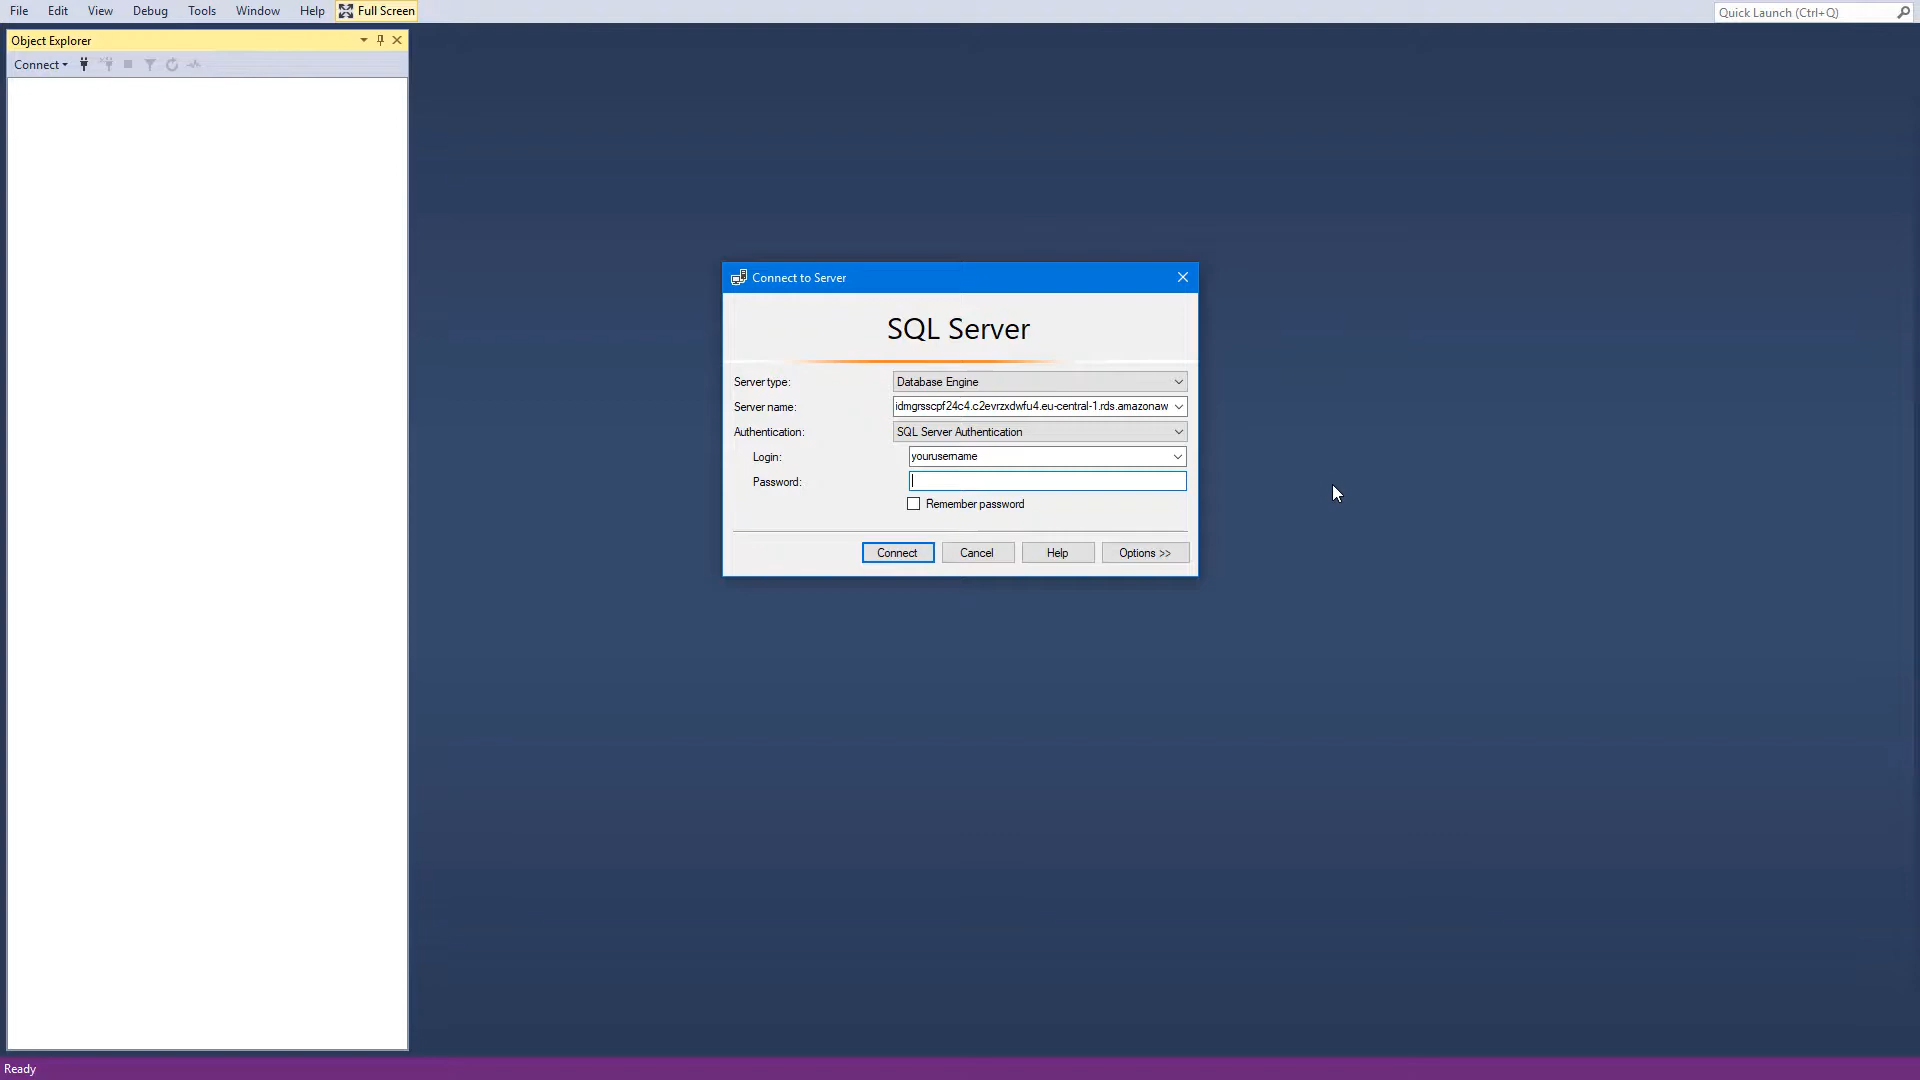 File Edit View Debug Tools Window Help Full Screen
Quick Launch (Ctrl+Q)
Object Explorer
Connect
Connect to Server
SQL Server
Server type: Database Engine
Server name: idmgrsscpf24c4.c2evrzxdwfu4.eu-central-1.rds.amazonaw
Authentication: SQL Server Authentication
Login: yourusername
Password:
Remember password
Connect Cancel Help Options >>
Ready